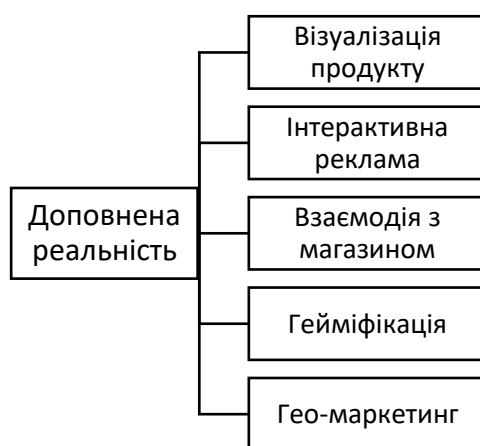 Візуалізація
продукту
Інтерактивна
реклама
Доповнена
реальність
Взаємодія з
магазином
Гейміфікація
Гео-маркетинг